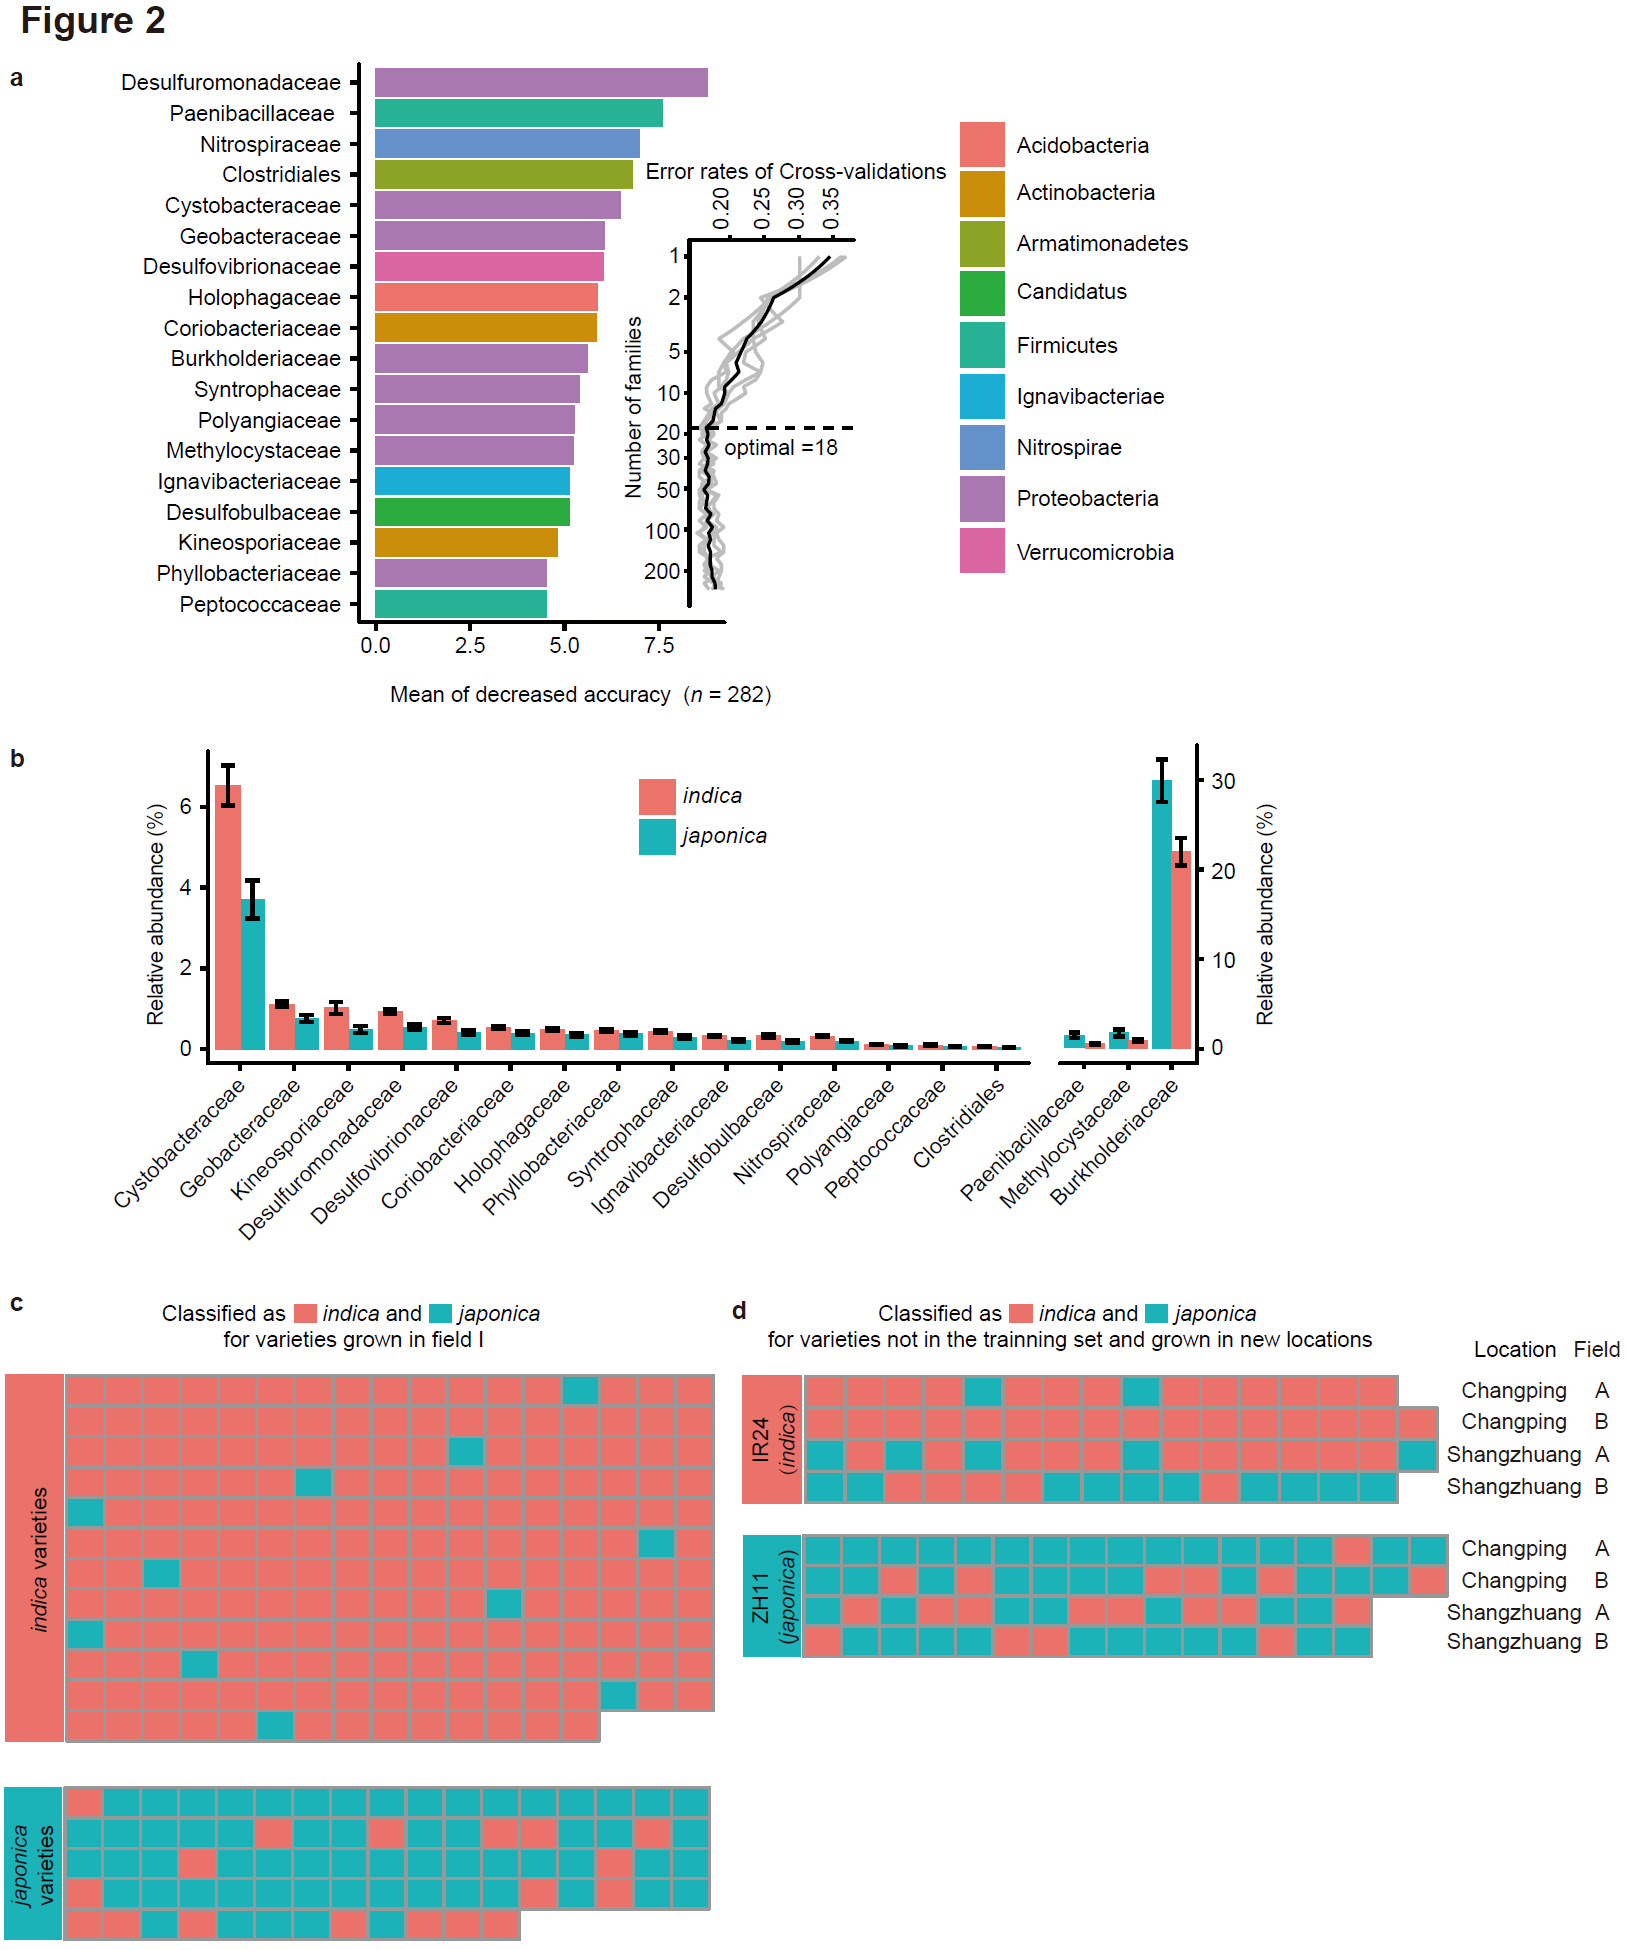 Figure 2
a
Desulfuromonadaceae
Paenibacillaceae
Nitrospiraceae
Clostridiales
Cystobacteraceae
Geobacteraceae
Desulfovibrionaceae
Holophagaceae
Coriobacteriaceae
Burkholderiaceae
Syntrophaceae
Polyangiaceae
Methylocystaceae
Ignavibacteriaceae
Desulfobulbaceae
Kineosporiaceae
Phyllobacteriaceae
Peptococcaceae
0.0 2.5 5.0 7.5
Mean of decreased accuracy (n = 282)
Error rates of Cross-validations
0.20 0.25 0.30 0.35
Number of families
1
2
5
10
20
30
50
100
200
optimal =18
Acidobacteria
Actinobacteria
Armatimonadetes
Candidatus
Firmicutes
Ignavibacteriae
Nitrospirae
Proteobacteria
Verrucomicrobia
b
Relative abundance (%)
6
4
2
0
indica
japonica
30
20
10
0
Relative abundance (%)
Cystobacteraceae
Geobacteraceae
Kineosporiaceae
Desulfuromonadaceae
Desulfovibrionaceae
Coriobacteriaceae
Holophagaceae
Phyllobacteriaceae
Syntrophaceae
Ignavibacteriaceae
Desulfobulbaceae
Nitrospiraceae
Polyangiaceae
Peptococcaceae
Clostridiales
Paenibacillaceae
Methylocystaceae
Burkholderiaceae
c
Classified as indica and japonica
for varieties grown in field I
indica varieties
japonica
varieties
d
Classified as indica and japonica
for varieties not in the trainning set and grown in new locations
Location Field
IR24
(indica)
Changping A
Changping B
Shangzhuang A
Shangzhuang B
ZH11
(japonica)
Changping A
Changping B
Shangzhuang A
Shangzhuang B